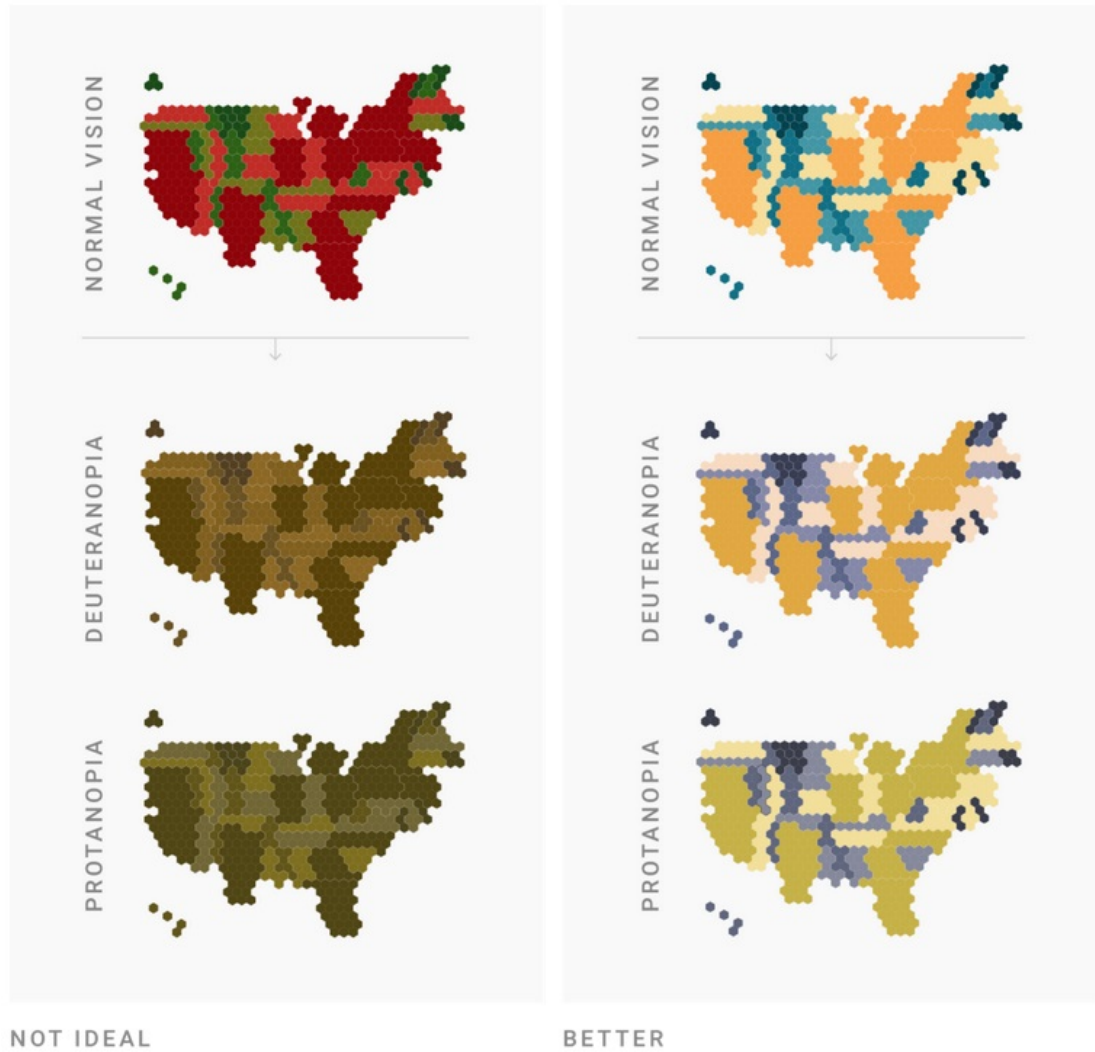 NORMAL VISION
DEUTERANOPIA
PROTANOPIA
NOT IDEAL
NORMAL VISION
DEUTERANOPIA
PROTANOPIA
BETTER